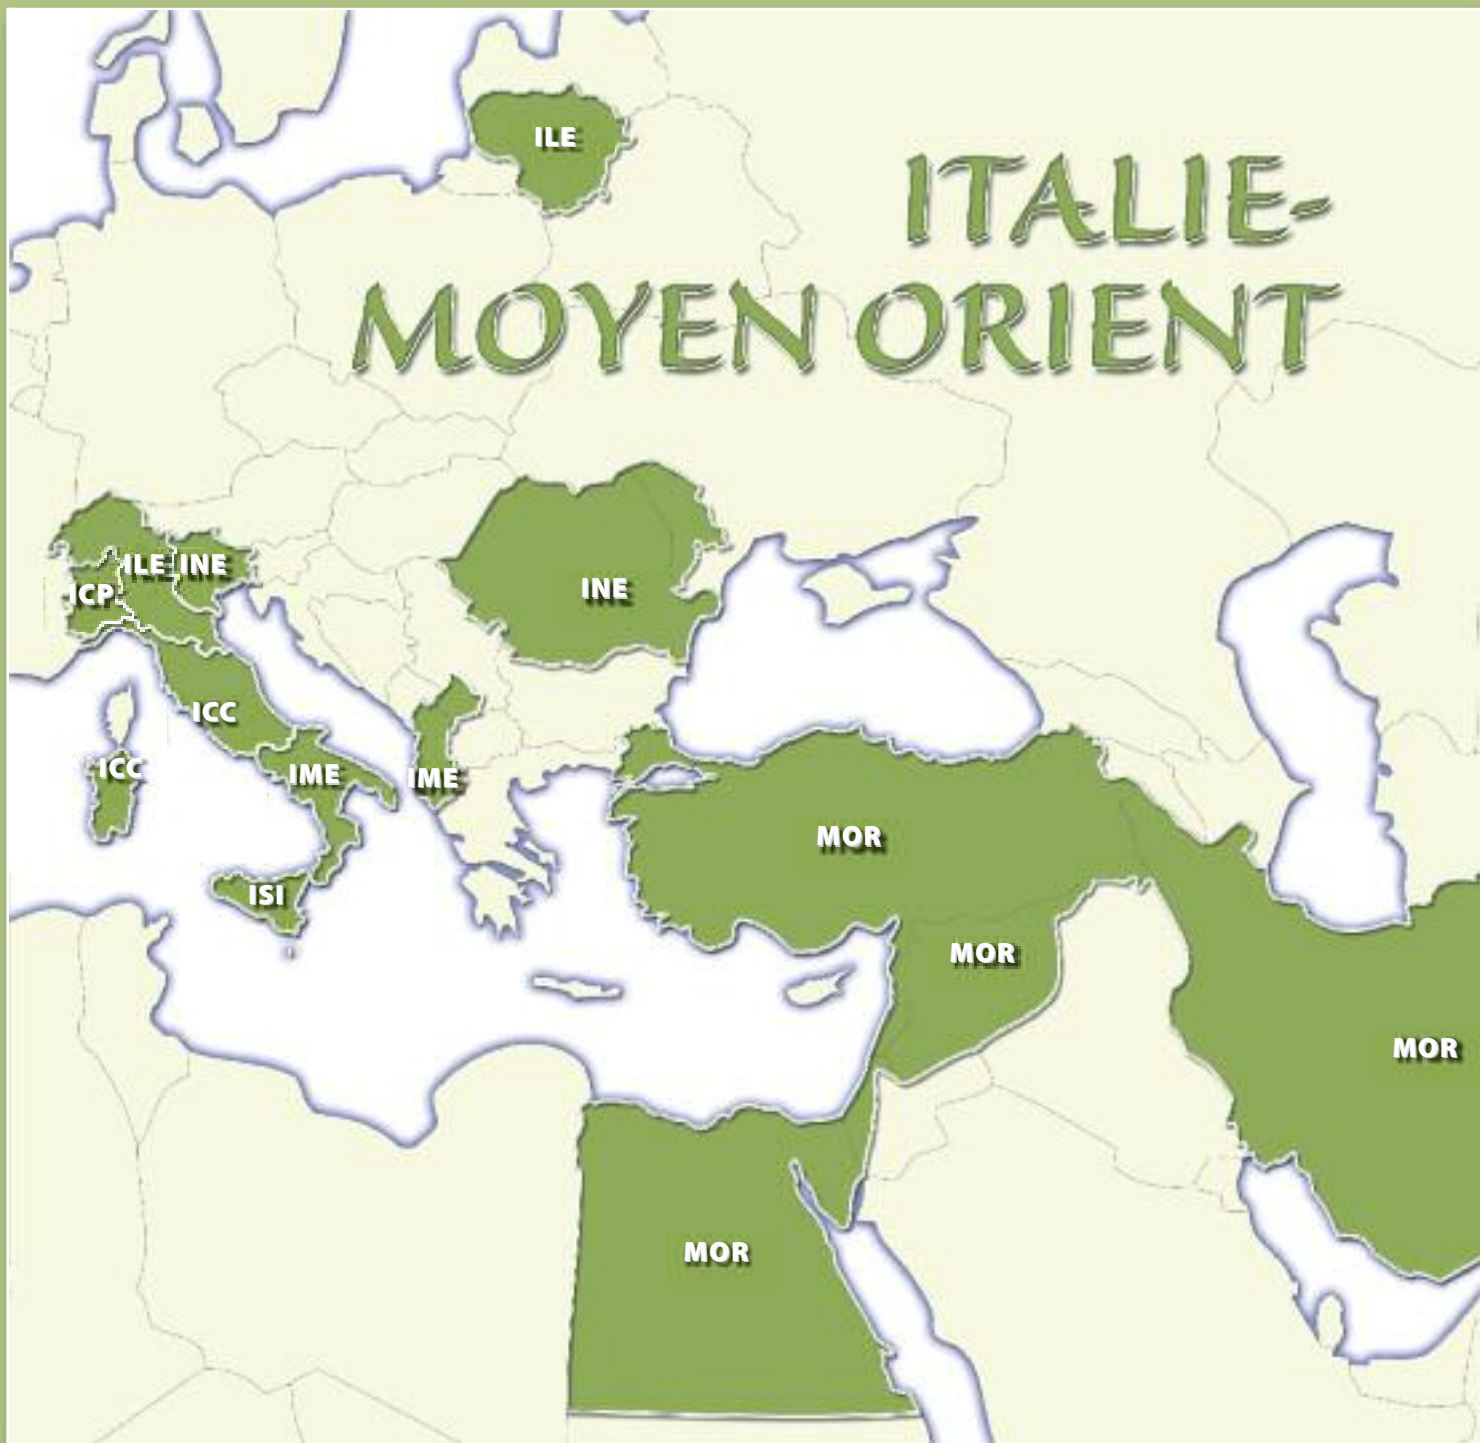 ILE
ITALIE-
MOYEN ORIENT
ILE
INE
ICP
INE
ICC
ICC
IME
IME
MOR
ISI
MOR
MOR
MOR